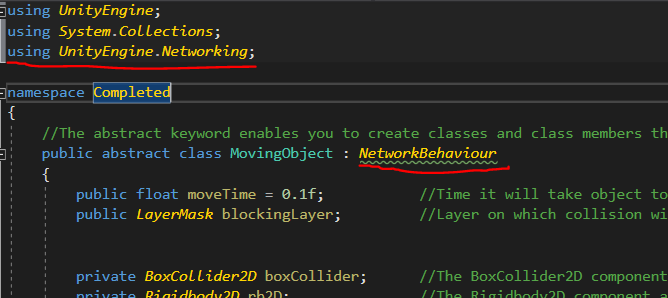 using UnityEngine;
using System.Collections;
using UnityEngine.Networking;
namespace Completed
{
//The abstract keyword enables you to create classes and class members th
public abstract class MovingObject : NetworkBehaviour
{
public float moveTime = 0.1f; //Time it will take object to
public LayerMask blockingLayer; //Layer on which collision wi
private BoxCollider2D boxCollider; //The BoxCollider2D component
private Rigidbody2D rb2D; //The Rigidbody2D component a